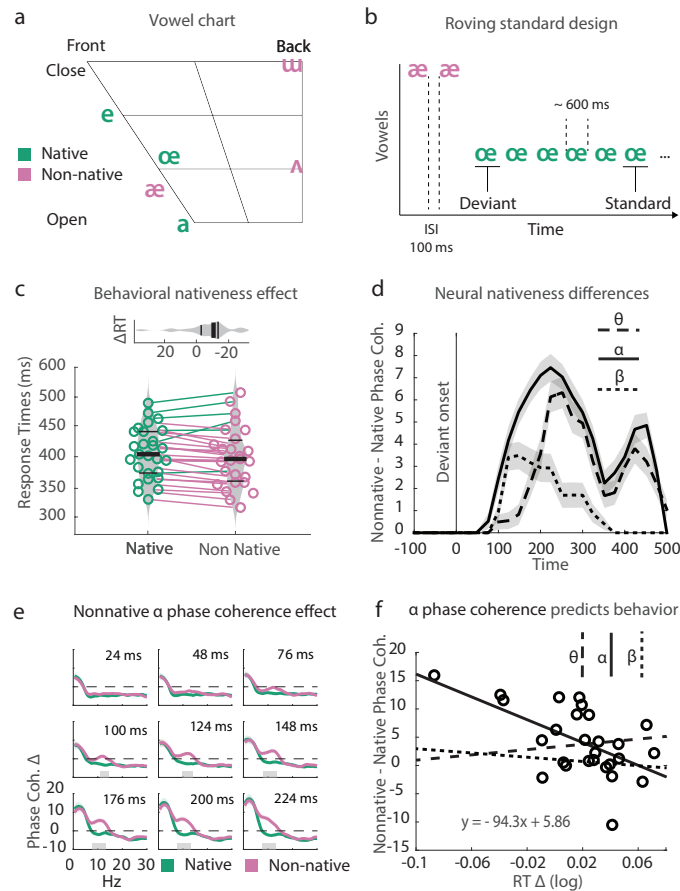 a
Vowel chart
Front
Back
Close
ɯ
e
œ
Native
Non-native
ʌ
æ
Open
a
b
Roving standard design
æ æ
~ 600 ms
Vowels
œ œ œ œ œ œ ...
Deviant
Standard
ISI
100 ms
Time
c
Behavioral nativeness effect
ΔRT
20 0 -20
Response Times (ms)
600
500
450
400
350
300
Native
Non Native
d
Neural nativeness differences
θ
α
β
Nonnative - Native Phase Coh.
9
8
7
6
5
4
3
2
1
0
Deviant onset
-100 0 100 200 300 400 500
Time
e
Nonnative α phase coherence effect
24 ms
48 ms
76 ms
100 ms
124 ms
148 ms
176 ms
200 ms
224 ms
Phase Coh. Δ
20
10
0
-10
0 10 20 30
Hz
Native
Non-native
f
α phase coherence predicts behavior
θ
α
β
Nonnative - Native Phase Coh.
20
15
10
5
0
-5
-10
-15
y = - 94.3x + 5.86
-0.1 -0.06 -0.02 0.02 0.06
RT Δ (log)